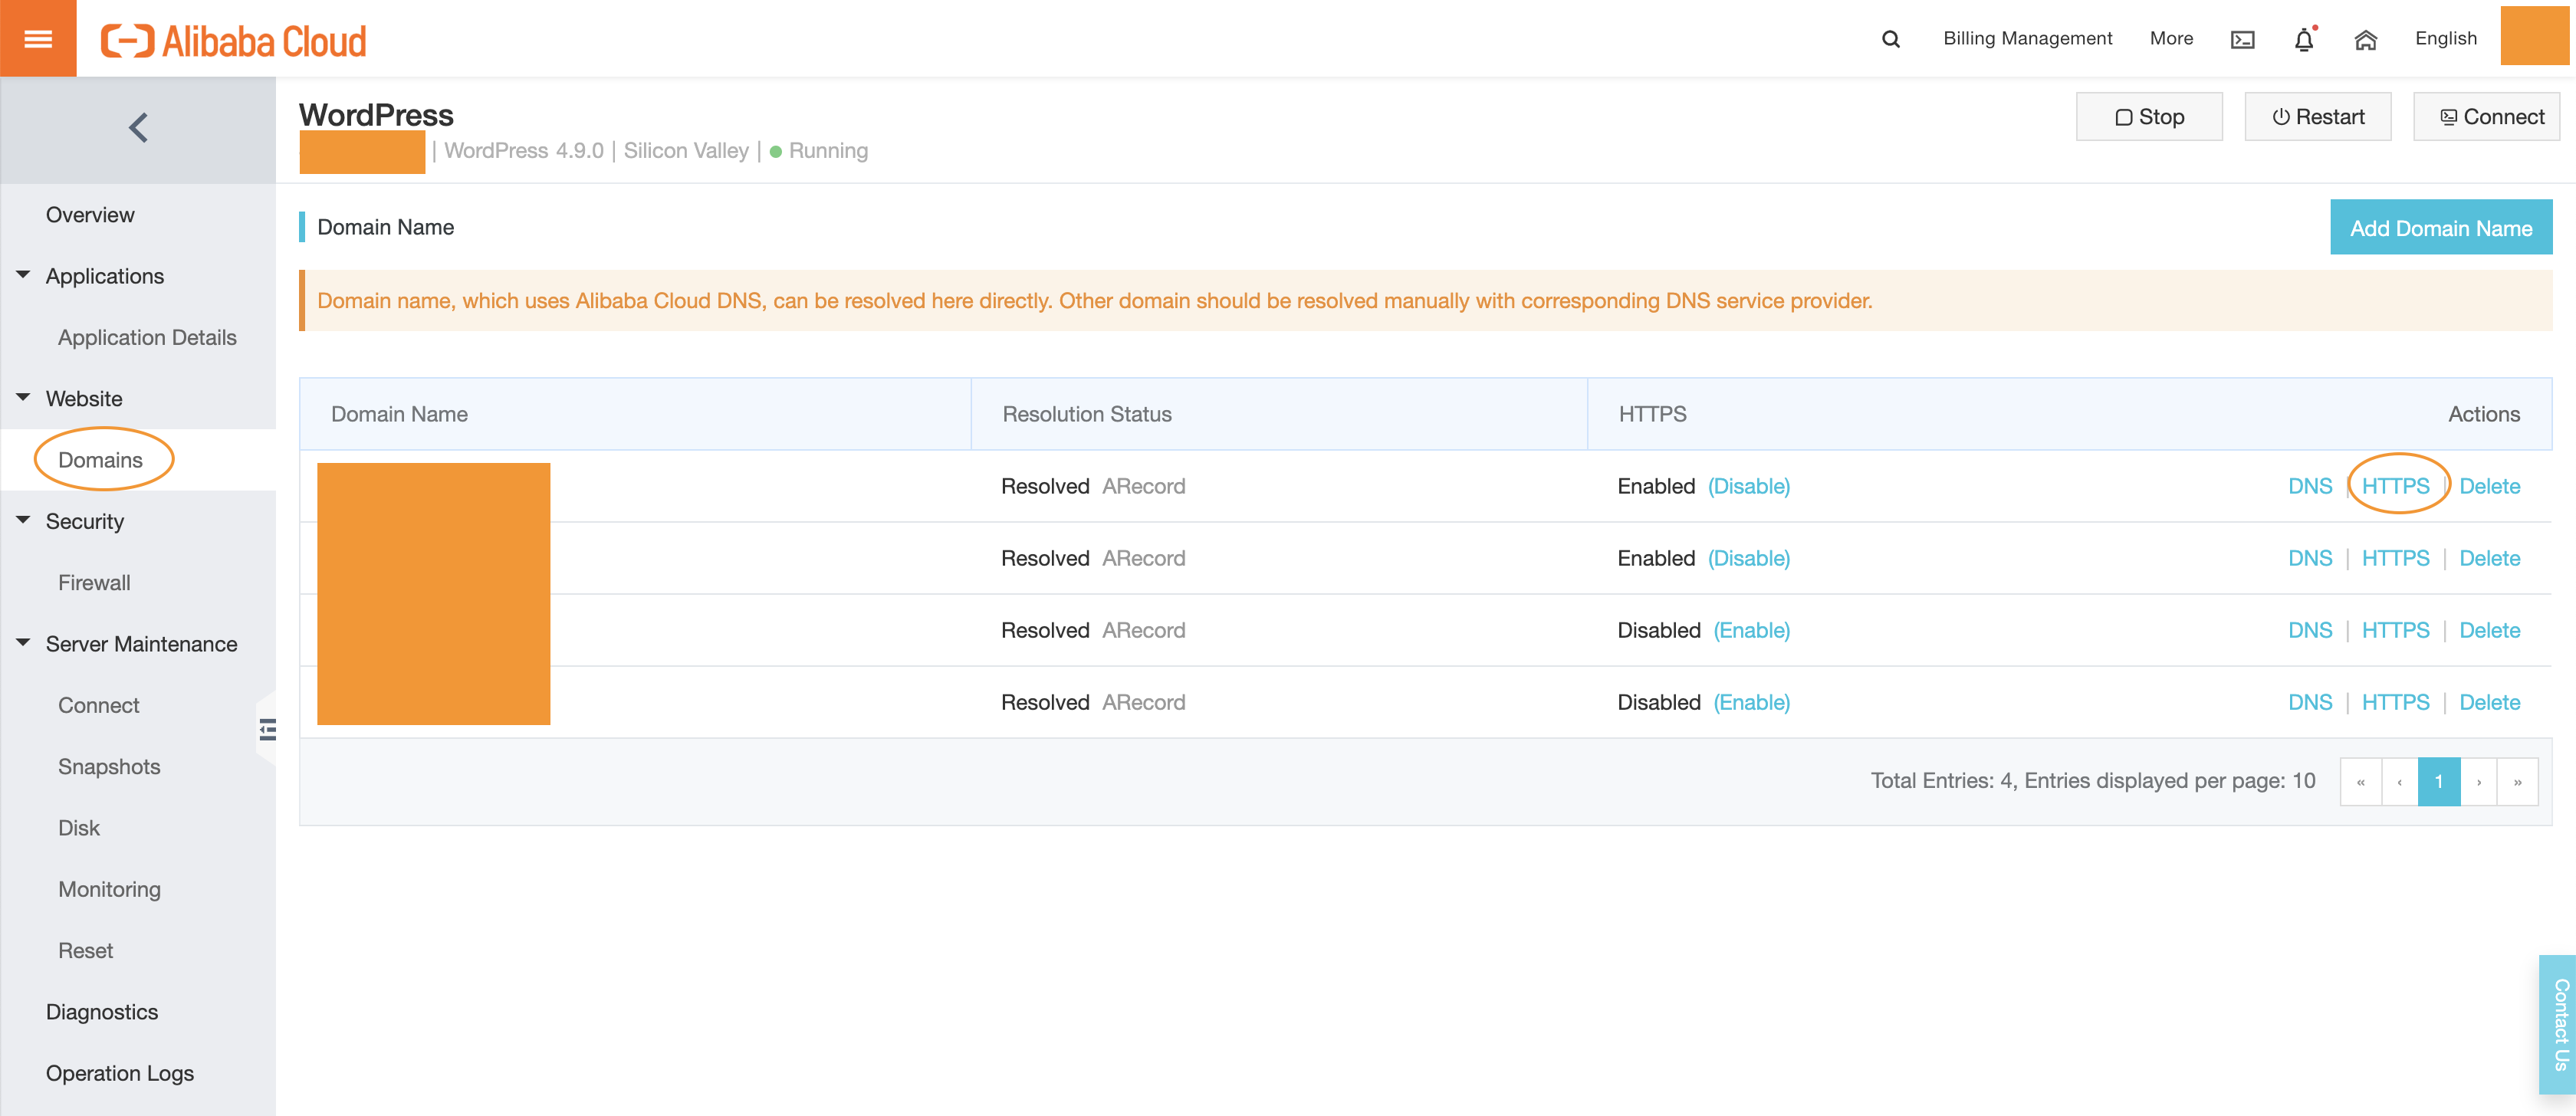 Alibaba Cloud
Billing Management More English
WordPress
| WordPress 4.9.0 | Silicon Valley | Running
Stop Restart Connect
Overview
Applications
Application Details
Website
Domains
Security
Firewall
Server Maintenance
Connect
Snapshots
Disk
Monitoring
Reset
Diagnostics
Operation Logs
Domain Name
Add Domain Name
Domain name, which uses Alibaba Cloud DNS, can be resolved here directly. Other domain should be resolved manually with corresponding DNS service provider.
Domain Name Resolution Status HTTPS Actions
Resolved ARecord Enabled (Disable) DNS | HTTPS | Delete
Resolved ARecord Enabled (Disable) DNS | HTTPS | Delete
Resolved ARecord Disabled (Enable) DNS | HTTPS | Delete
Resolved ARecord Disabled (Enable) DNS | HTTPS | Delete
Total Entries: 4, Entries displayed per page: 10 « ‹ 1 › »
Contact Us